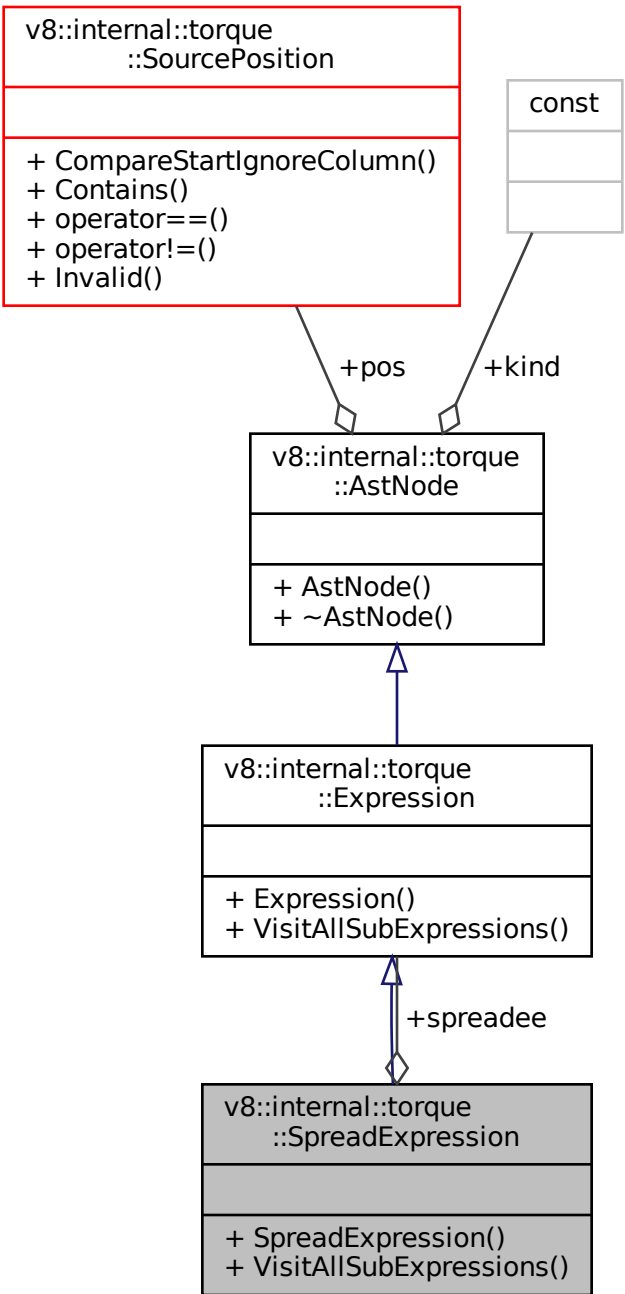 v8::internal::torque
::SourcePosition
+ CompareStartIgnoreColumn()
+ Contains()
+ operator==()
+ operator!=()
+ Invalid()
const
+pos
+kind
v8::internal::torque
::AstNode
+ AstNode()
+ ~AstNode()
v8::internal::torque
::Expression
+ Expression()
+ VisitAllSubExpressions()
+spreadee
v8::internal::torque
::SpreadExpression
+ SpreadExpression()
+ VisitAllSubExpressions()